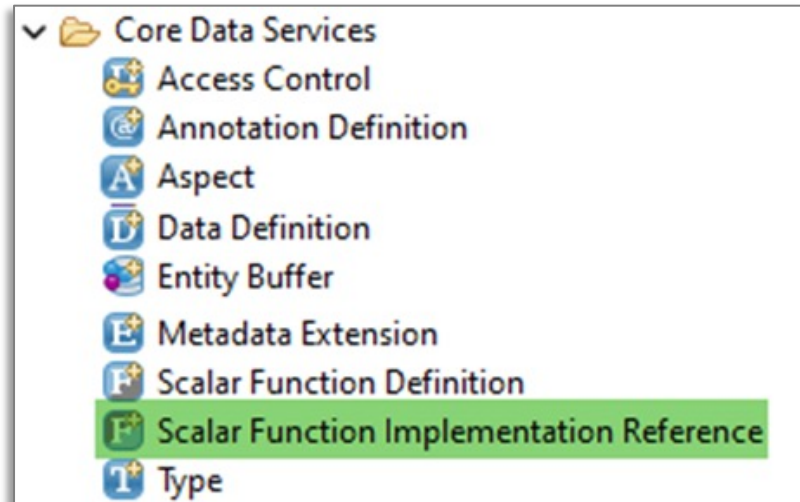 Core Data Services
Access Control
Annotation Definition
Aspect
Data Definition
Entity Buffer
Metadata Extension
Scalar Function Definition
Scalar Function Implementation Reference
Type